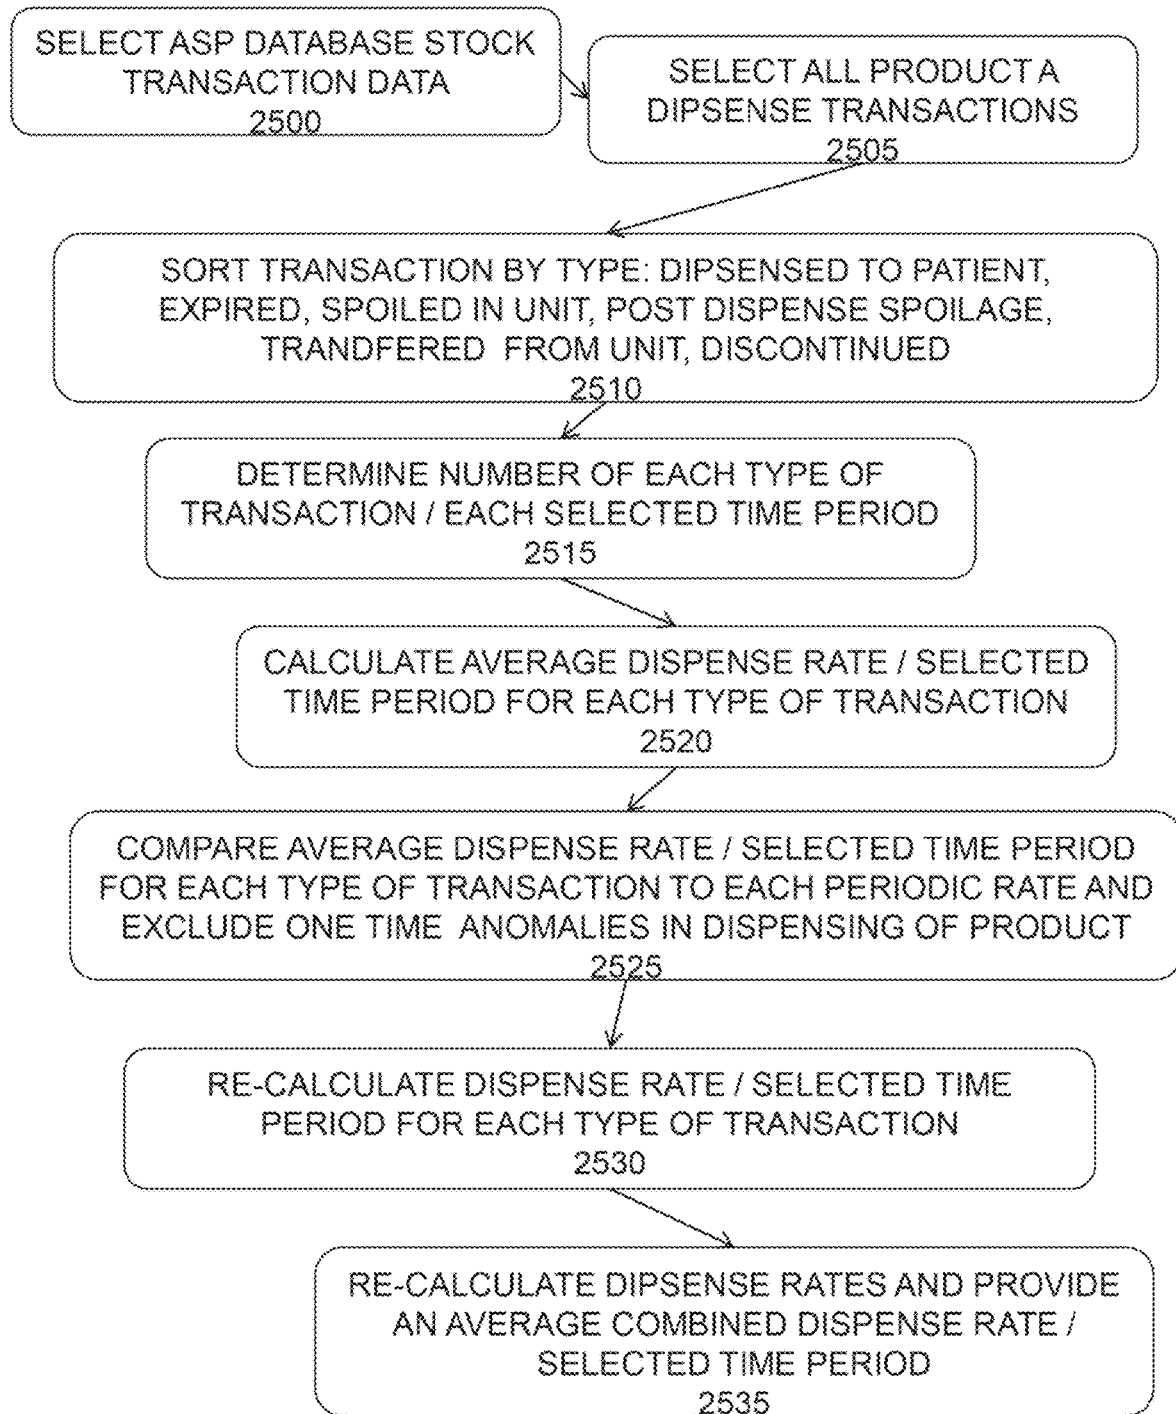 SELECT ASP DATABASE STOCK
TRANSACTION DATA
2500
SELECT ALL PRODUCT A
DIPSENSE TRANSACTIONS
2505
SORT TRANSACTION BY TYPE: DIPSENSED TO PATIENT,
EXPIRED, SPOILED IN UNIT, POST DISPENSE SPOILAGE,
TRANDFERED FROM UNIT, DISCONTINUED
2510
DETERMINE NUMBER OF EACH TYPE OF
TRANSACTION / EACH SELECTED TIME PERIOD
2515
CALCULATE AVERAGE DISPENSE RATE / SELECTED
TIME PERIOD FOR EACH TYPE OF TRANSACTION
2520
COMPARE AVERAGE DISPENSE RATE / SELECTED TIME PERIOD
FOR EACH TYPE OF TRANSACTION TO EACH PERIODIC RATE AND
EXCLUDE ONE TIME ANOMALIES IN DISPENSING OF PRODUCT
2525
RE-CALCULATE DISPENSE RATE / SELECTED TIME
PERIOD FOR EACH TYPE OF TRANSACTION
2530
RE-CALCULATE DIPSENSE RATES AND PROVIDE
AN AVERAGE COMBINED DISPENSE RATE /
SELECTED TIME PERIOD
2535